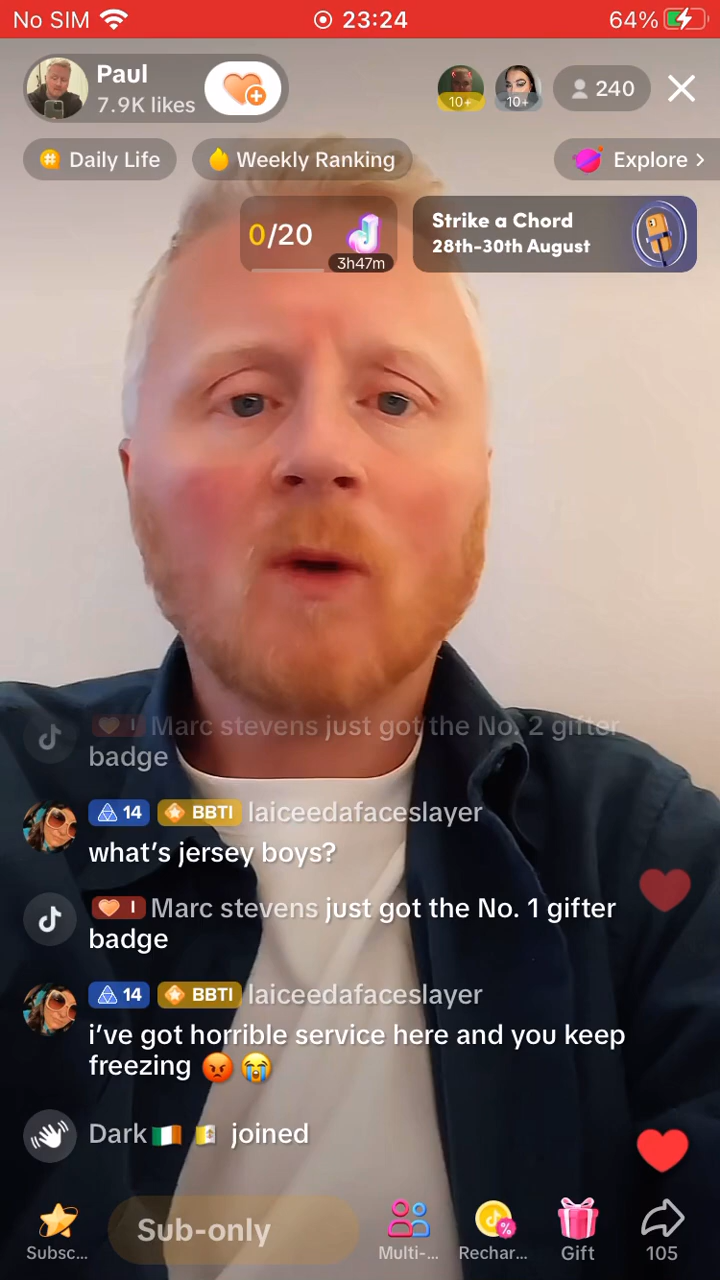 No SIM 23:24 64%
Paul
7.9K likes
10+ 10+ 240
Daily Life Weekly Ranking Explore >
0/20 3h47m
Strike a Chord
28th-30th August
I Marc stevens just got the No. 2 gifter
badge
14 BBTI laiceedafaceslayer
what's jersey boys?
I Marc stevens just got the No. 1 gifter
badge
14 BBTI laiceedafaceslayer
i've got horrible service here and you keep
freezing 😡 😭
Dark🇮🇪 🇻🇦 joined
Subsc... Sub-only Multi-... Rechar... Gift 105